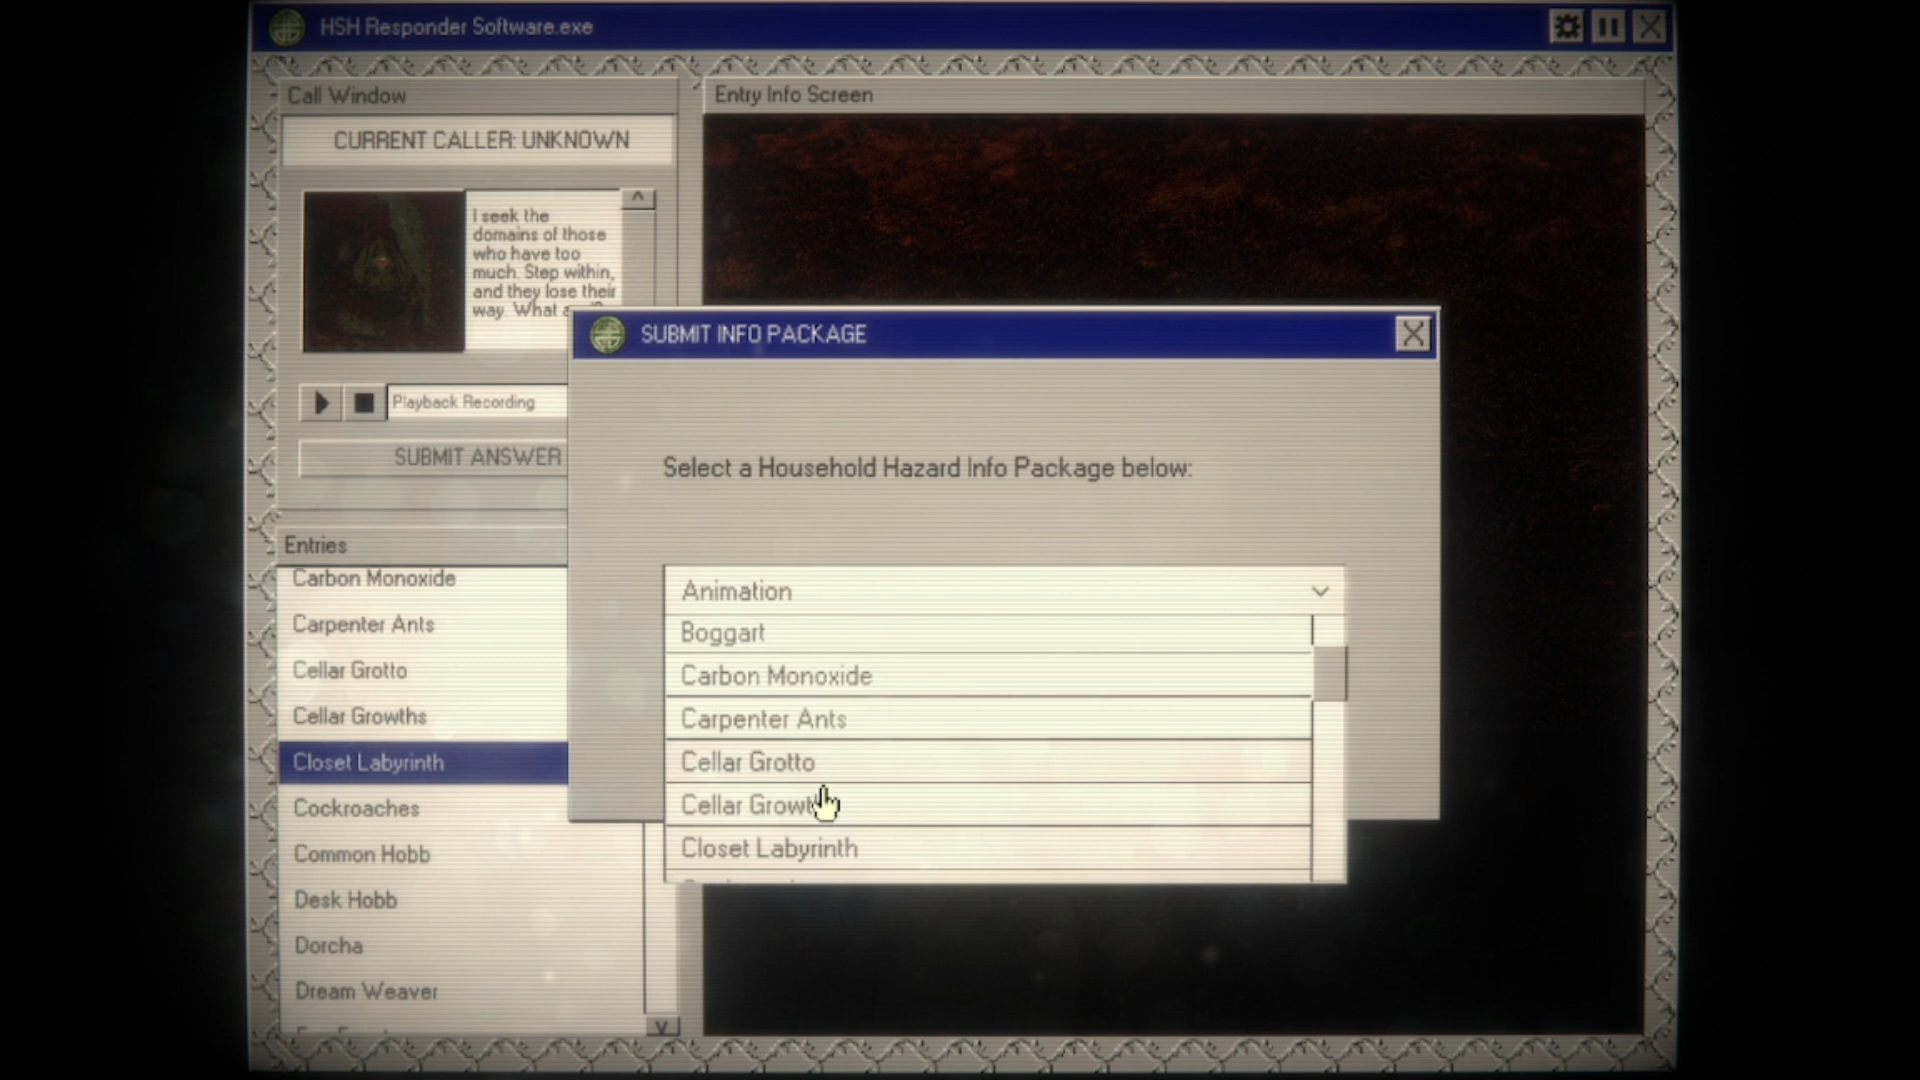 HSH Responder Software.exe
Call Window
CURRENT CALLER: UNKNOWN
I seek the
domains of those
who have too
much. Step within,
and they lose their
way. What
Playback Recording
SUBMIT ANSWER
Entries
Carbon Monoxide
Carpenter Ants
Cellar Grotto
Cellar Growths
Closet Labyrinth
Cockroaches
Common Hobb
Desk Hobb
Dorcha
Dream Weaver
Entry Info Screen
SUBMIT INFO PACKAGE
Select a Household Hazard Info Package below:
Animation
Boggart
Carbon Monoxide
Carpenter Ants
Cellar Grotto
Cellar
Closet Labyrinth